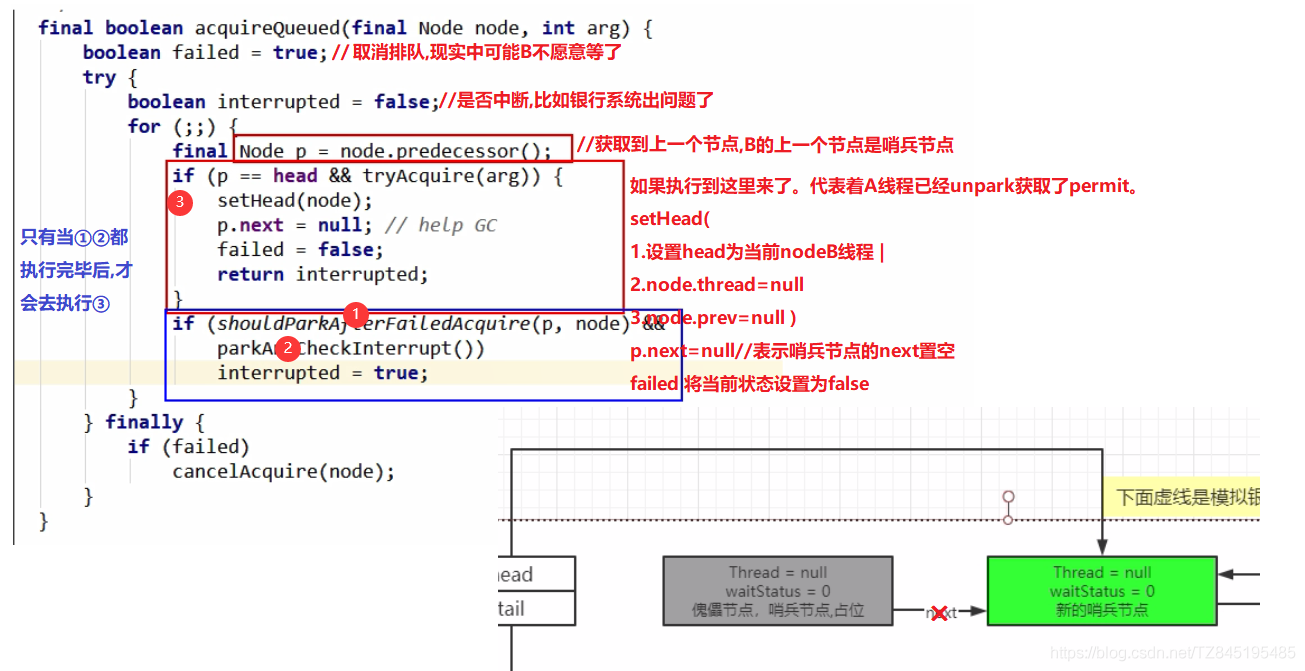 final boolean acquireQueued(final Node node, int arg) {
boolean failed = true; // 取消排队,现实中可能B不愿意等了
try {
boolean interrupted = false; //是否中断,比如银行系统出问题了
for (;;) {
final Node p = node.predecessor(); //获取到上一个节点,B的上一个节点是哨兵节点
if (p == head && tryAcquire(arg)) {
3
setHead(node);
p.next = null; // help GC
failed = false;
return interrupted;
}
如果执行到这里来了。代表着A线程已经unpark获取了permit。
setHead(
1.设置head为当前nodeB线程 |
2.node.thread=null
3.node.prev=null )
p.next=null//表示哨兵节点的next置空
failed 将当前状态设置为false
只有当①②都
执行完毕后,才
会去执行③
1
if (shouldParkAfterFailedAcquire(p, node) &&
2
parkAndCheckInterrupt())
interrupted = true;
}
} finally {
if (failed)
cancelAcquire(node);
}
}
下面虚线是模拟银
ead
tail
Thread = null
waitStatus = 0
傀儡节点，哨兵节点,占位
next
Thread = null
waitStatus = 0
新的哨兵节点
https://blog.csdn.net/TZ845195485